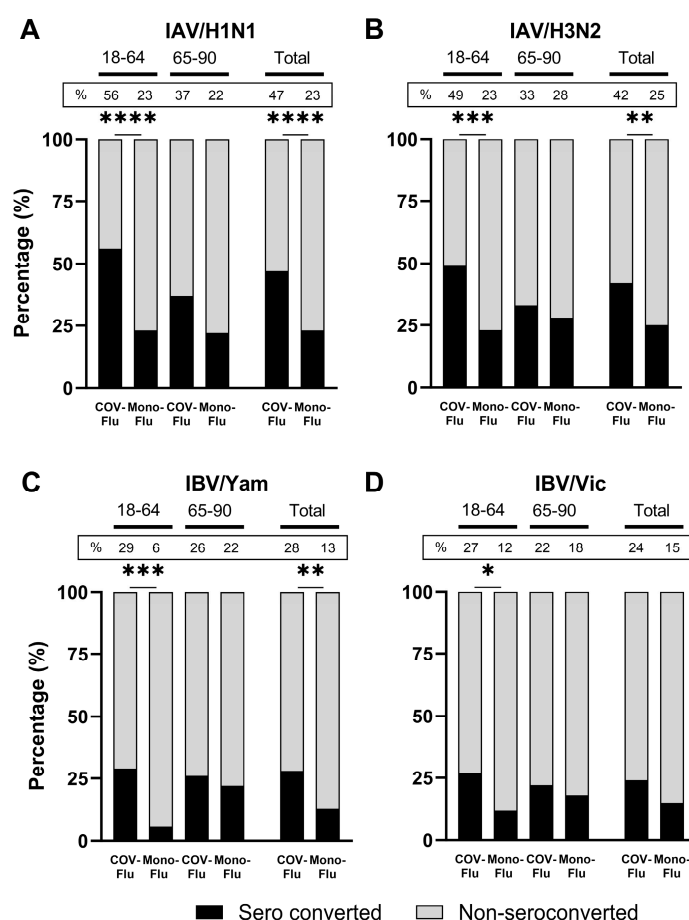 A
IAV/H1N1
18-64 65-90 Total
% 56 23 37 22 47 23
**** ****
100
75
50
25
0
Percentage (%)
COV- Mono- COV- Mono- COV- Mono-
Flu Flu Flu Flu Flu Flu
B
IAV/H3N2
18-64 65-90 Total
% 49 23 33 28 42 25
*** **
100
75
50
25
0
COV- Mono- COV- Mono- COV- Mono-
Flu Flu Flu Flu Flu Flu
C
IBV/Yam
18-64 65-90 Total
% 29 6 26 22 28 13
*** **
100
75
50
25
0
Percentage (%)
COV- Mono- COV- Mono- COV- Mono-
Flu Flu Flu Flu Flu Flu
D
IBV/Vic
18-64 65-90 Total
% 27 12 22 18 24 15
*
100
75
50
25
0
COV- Mono- COV- Mono- COV- Mono-
Flu Flu Flu Flu Flu Flu
Sero converted Non-seroconverted